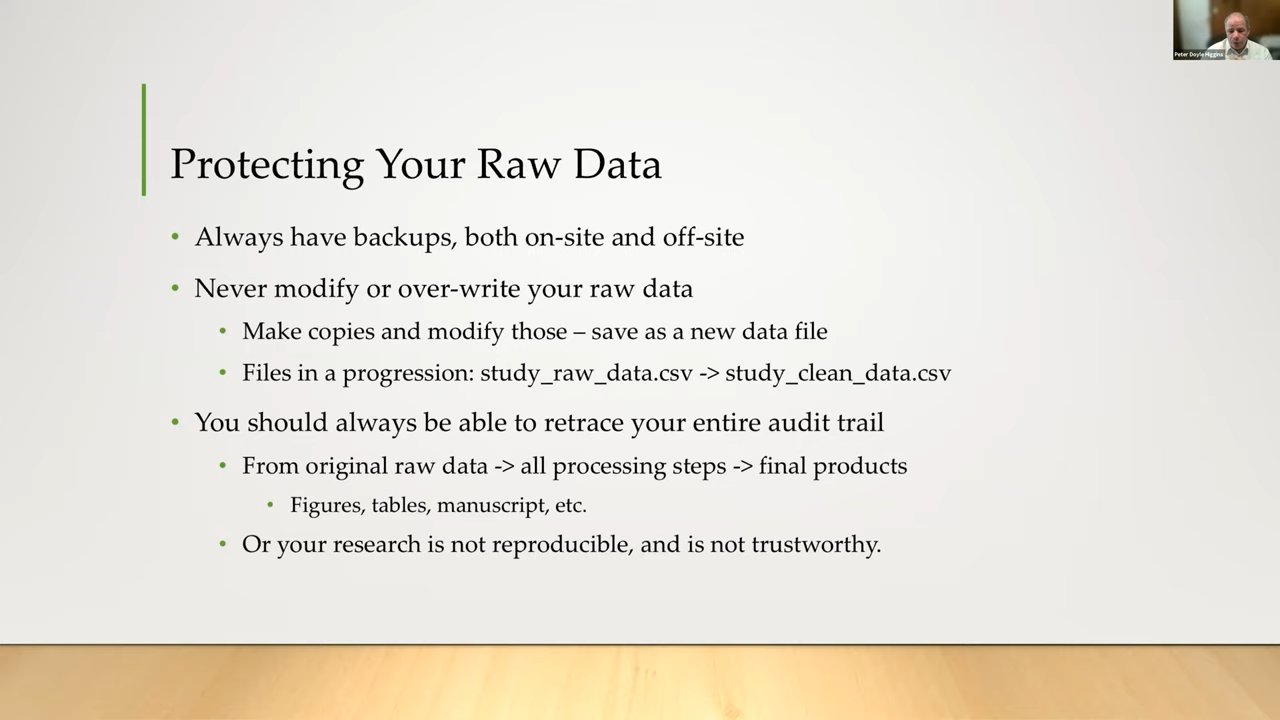 Peter Doyle Higgins
Protecting Your Raw Data
• Always have backups, both on-site and off-site
• Never modify or over-write your raw data
• Make copies and modify those – save as a new data file
• Files in a progression: study_raw_data.csv -> study_clean_data.csv
• You should always be able to retrace your entire audit trail
• From original raw data -> all processing steps -> final products
• Figures, tables, manuscript, etc.
• Or your research is not reproducible, and is not trustworthy.